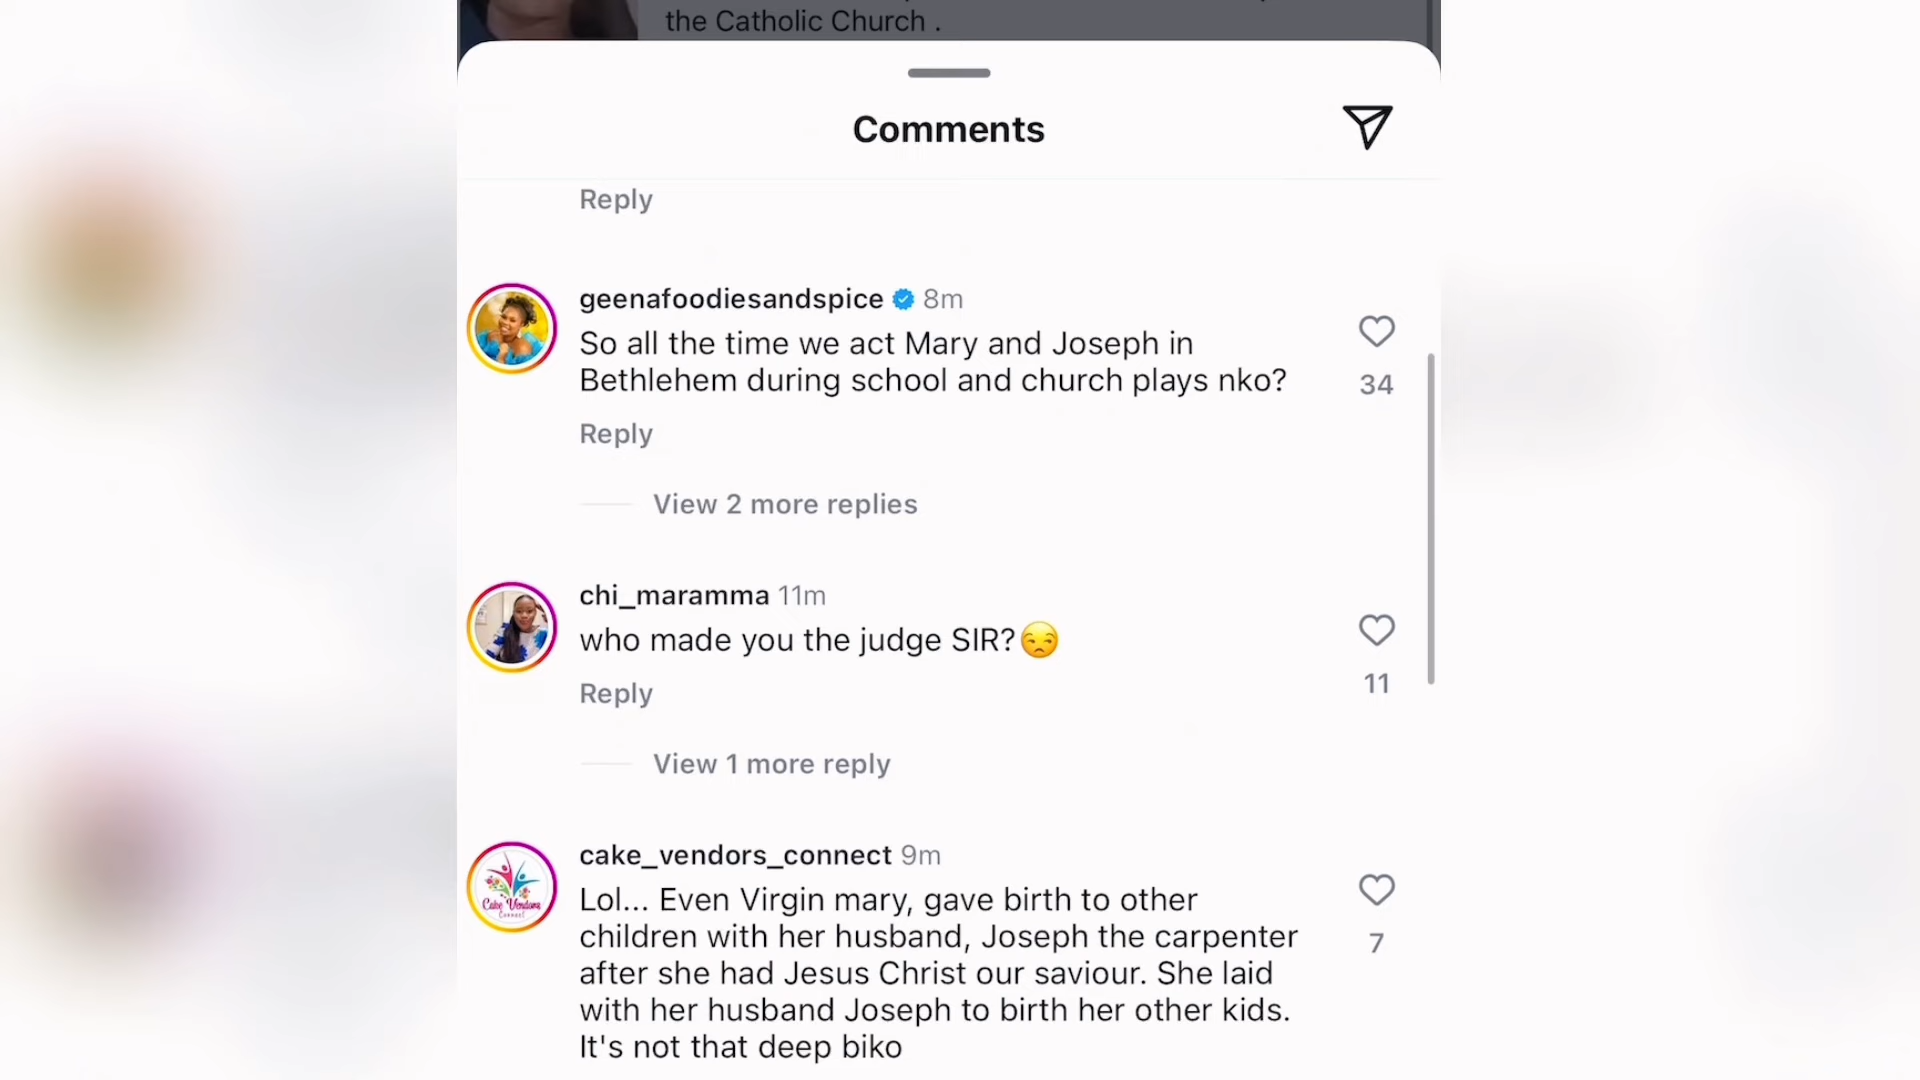 the Catholic Church .
Comments
Reply
geenafoodiesandspice 8m
So all the time we act Mary and Joseph in
Bethlehem during school and church plays nko?
34
Reply
View 2 more replies
chi_maramma 11m
who made you the judge SIR?😒
11
Reply
View 1 more reply
cake_vendors_connect 9m
Lol... Even Virgin mary, gave birth to other
children with her husband, Joseph the carpenter
after she had Jesus Christ our saviour. She laid
with her husband Joseph to birth her other kids.
It's not that deep biko
7
Cake Vendors
Connect